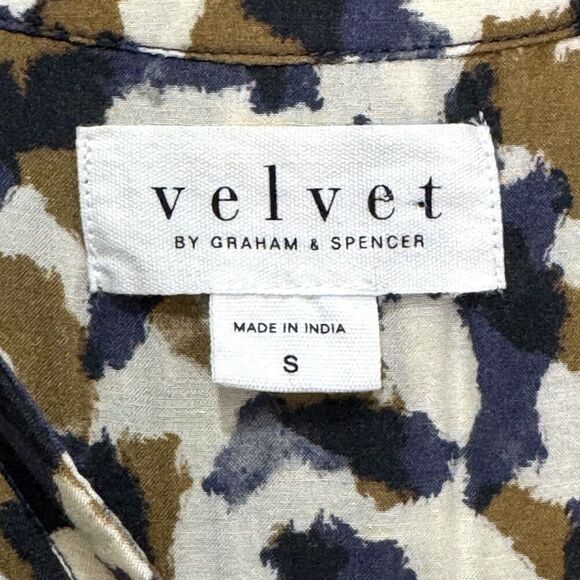 velvet
BY GRAHAM & SPENCER
MADE IN INDIA
S